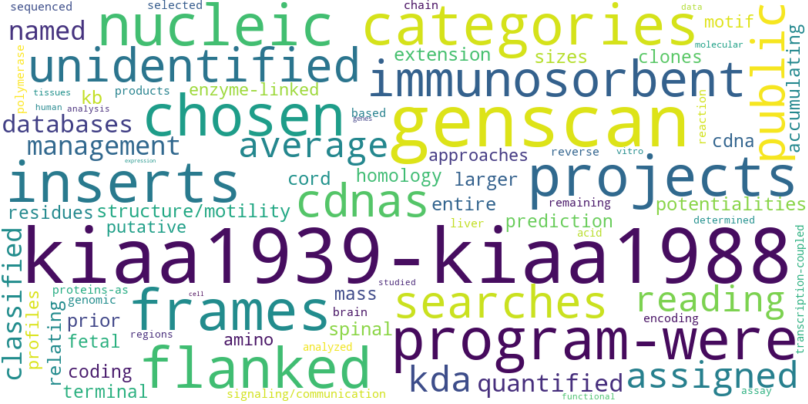 sequenced selected chain data
named nucleic categories motif
polymerase unidentified extension sizes clones molecular public accumulating
tissues products enzyme-linked immunosorbent
human analysis kb
databases chosen based genes genscan reaction cdna
management average approaches reverse vitro
expression
inserts cord homology larger projects
residues structure/motility cdnas entire remaining potentialities
putative prediction determined
liver acid
classified kiaa1939-kiaa1988 transcription-coupled
proteins-as cell studied
profiles relating genomic frames mass searches encoding reading
prior brain
fetal regions spinal program-were
coding amino analyzed
terminal flanked kda quantified assigned
signaling/communication functional assay